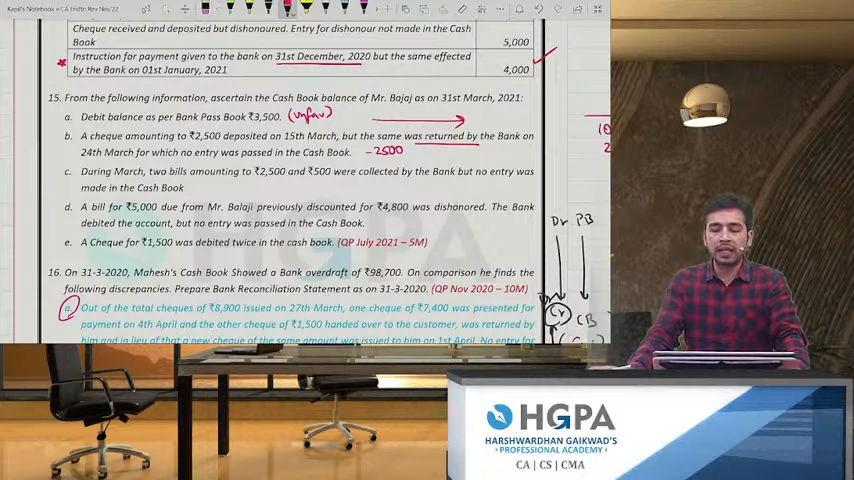 Kapil's Notebook » CA Fndtn Rev Nov'22
Cheque received and deposited but dishonoured. Entry for dishonour not made in the Cash
Book
5,000
Instruction for payment given to the bank on 31st December, 2020 but the same effected
by the Bank on 01st January, 2021
4,000
15. From the following information, ascertain the Cash Book balance of Mr. Bajaj as on 31st March, 2021:
a. Debit balance as per Bank Pass Book ₹3,500. (unfav)
b. A cheque amounting to ₹2,500 deposited on 15th March, but the same was returned by the Bank on
24th March for which no entry was passed in the Cash Book. -2500
c. During March, two bills amounting to ₹2,500 and ₹500 were collected by the Bank but no entry was
made in the Cash Book
d. A bill for ₹5,000 due from Mr. Balaji previously discounted for ₹4,800 was dishonored. The Bank
debited the account, but no entry was passed in the Cash Book.
e. A Cheque for ₹1,500 was debited twice in the cash book. (QP July 2021 – 5M)
16. On 31-3-2020, Mahesh's Cash Book Showed a Bank overdraft of ₹98,700. On comparison he finds the
following discrepancies. Prepare Bank Reconciliation Statement as on 31-3-2020. (QP Nov 2020 – 10M)
a. Out of the total cheques of ₹8,900 issued on 27th March, one cheque of ₹7,400 was presented for
payment on 4th April and the other cheque of ₹1,500 handed over to the customer, was returned by
him and in lieu of that a new cheque of the same amount was issued to him on 1st April. No entry for
Dr PB
Cr CB
HGPA
HGPA
HARSHWARDHAN GAIKWAD'S
PROFESSIONAL ACADEMY
CA | CS | CMA